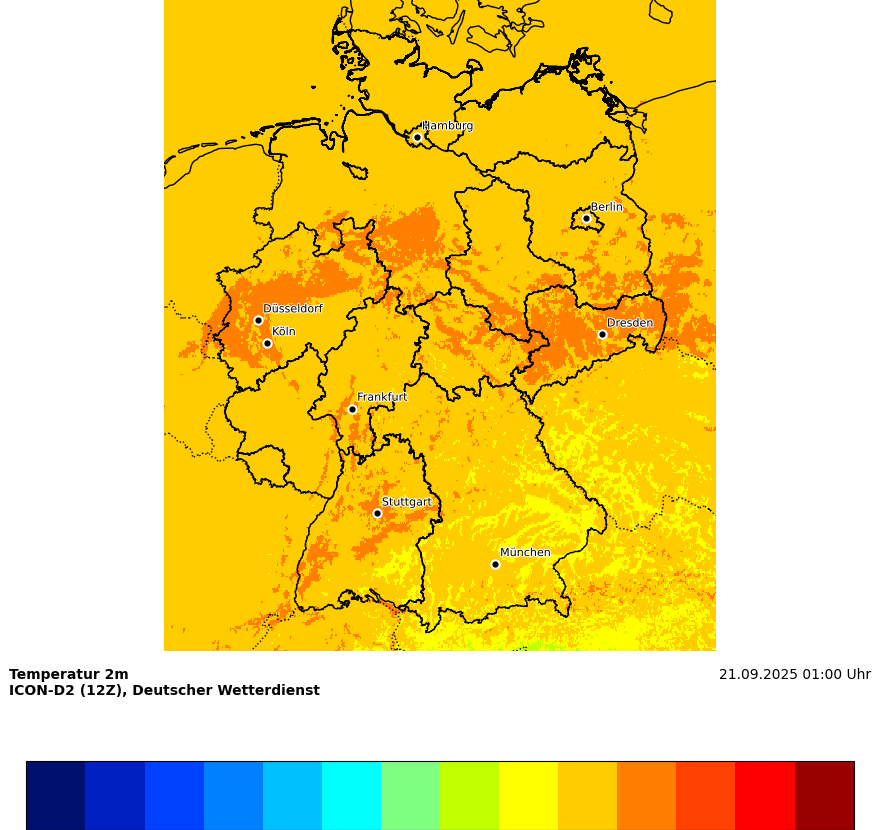 Hamburg
Berlin
Düsseldorf
Köln
Dresden
Frankfurt
Stuttgart
München
Temperatur 2m
21.09.2025 01:00 Uhr
ICON-D2 (12Z), Deutscher Wetterdienst